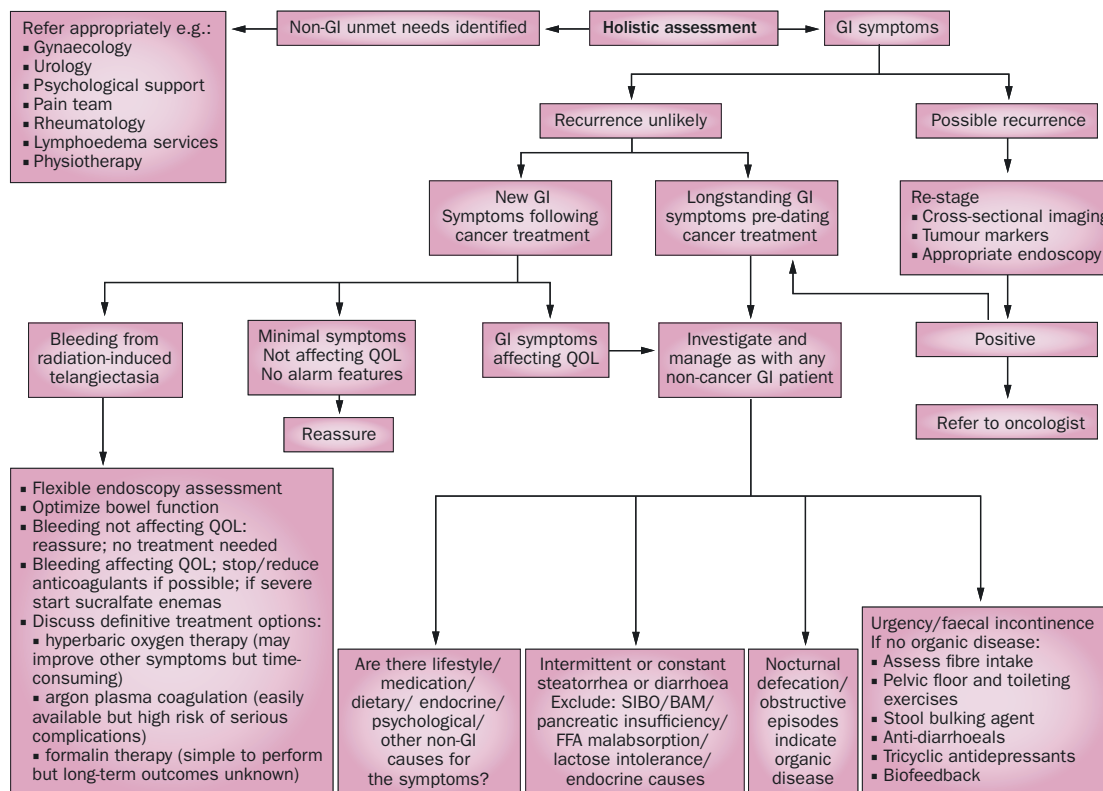 Refer appropriately e.g.:
▪ Gynaecology
▪ Urology
▪ Psychological support
▪ Pain team
▪ Rheumatology
▪ Lymphoedema services
▪ Physiotherapy
Non-GI unmet needs identified
Holistic assessment
GI symptoms
Recurrence unlikely
Possible recurrence
New GI
Symptoms following
cancer treatment
Longstanding GI
symptoms pre-dating
cancer treatment
Re-stage
▪ Cross-sectional imaging
▪ Tumour markers
▪ Appropriate endoscopy
Bleeding from
radiation-induced
telangiectasia
Minimal symptoms
Not affecting QOL
No alarm features
GI symptoms
affecting QOL
Investigate and
manage as with any
non-cancer GI patient
Positive
Reassure
Refer to oncologist
▪ Flexible endoscopy assessment
▪ Optimize bowel function
▪ Bleeding not affecting QOL:
reassure; no treatment needed
▪ Bleeding affecting QOL; stop/reduce
anticoagulants if possible; if severe
start sucralfate enemas
▪ Discuss definitive treatment options:
▪ hyperbaric oxygen therapy (may
improve other symptoms but time-
consuming)
▪ argon plasma coagulation (easily
available but high risk of serious
complications)
▪ formalin therapy (simple to perform
but long-term outcomes unknown)
Are there lifestyle/
medication/
dietary/ endocrine/
psychological/
other non-GI
causes for
the symptoms?
Intermittent or constant
steatorrhea or diarrhoea
Exclude: SIBO/BAM/
pancreatic insufficiency/
FFA malabsorption/
lactose intolerance/
endocrine causes
Nocturnal
defecation/
obstructive
episodes
indicate
organic
disease
Urgency/faecal incontinence
If no organic disease:
▪ Assess fibre intake
▪ Pelvic floor and toileting
exercises
▪ Stool bulking agent
▪ Anti-diarrhoeals
▪ Tricyclic antidepressants
▪ Biofeedback